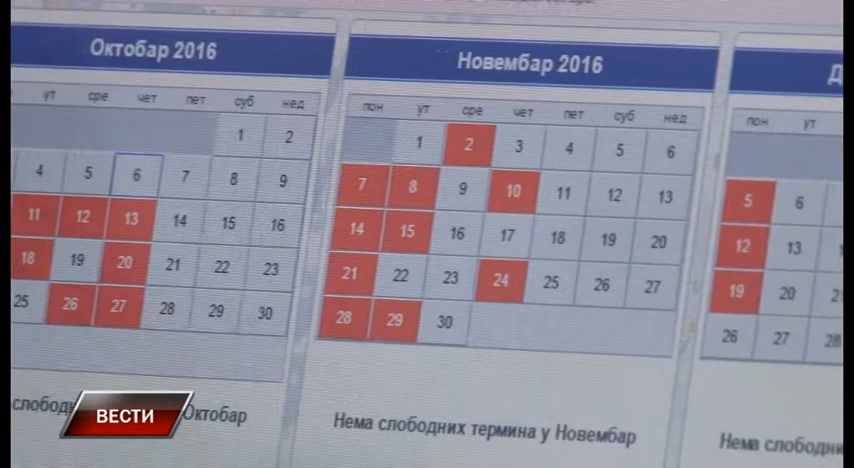 Октобар 2016
ут сре чет пет суб нед
1 2
4 5 6 7 8 9
11 12 13 14 15 16
18 19 20 21 22 23
25 26 27 28 29 30
Октобар
Новембар 2016
пон ут сре чет пет суб нед
1 2 3 4 5 6
7 8 9 10 11 12 13
14 15 16 17 18 19 20
21 22 23 24 25 26 27
28 29 30
Нема слободних термина у Новембар
пон ут
5 6
12 13
19 20
26 27 28
Нема
ВЕСТИ